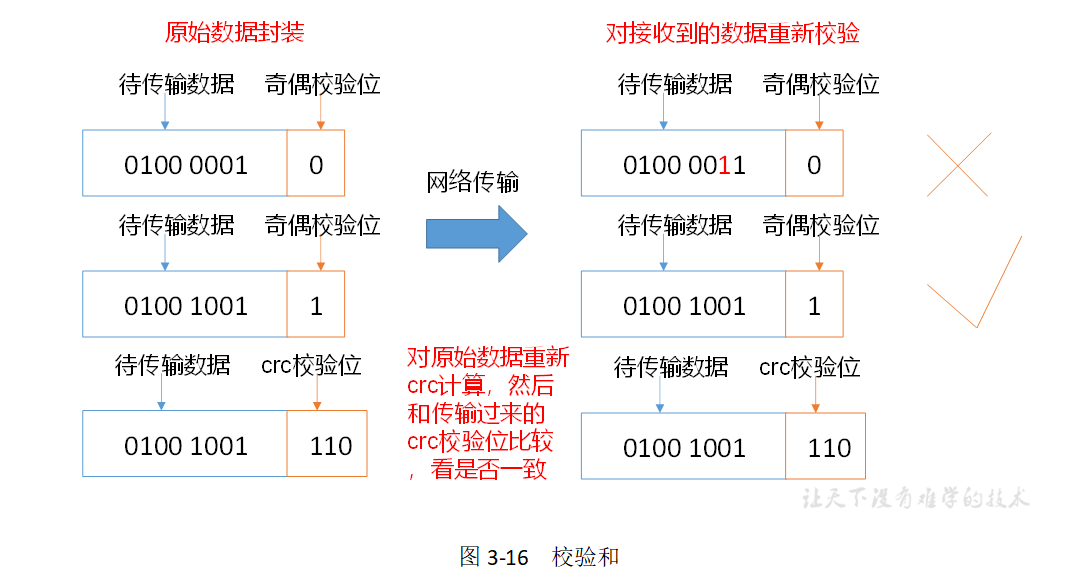 原始数据封装
对接收到的数据重新校验
待传输数据 奇偶校验位
待传输数据 奇偶校验位
0100 0001 0
0100 0011 0
网络传输
待传输数据 奇偶校验位
待传输数据 奇偶校验位
0100 1001 1
0100 1001 1
待传输数据 crc校验位
待传输数据 crc校验位
0100 1001 110
0100 1001 110
对原始数据重新
crc计算，然后
和传输过来的
crc校验位比较
，看是否一致
让天下没有难学的技术
图 3-16 校验和